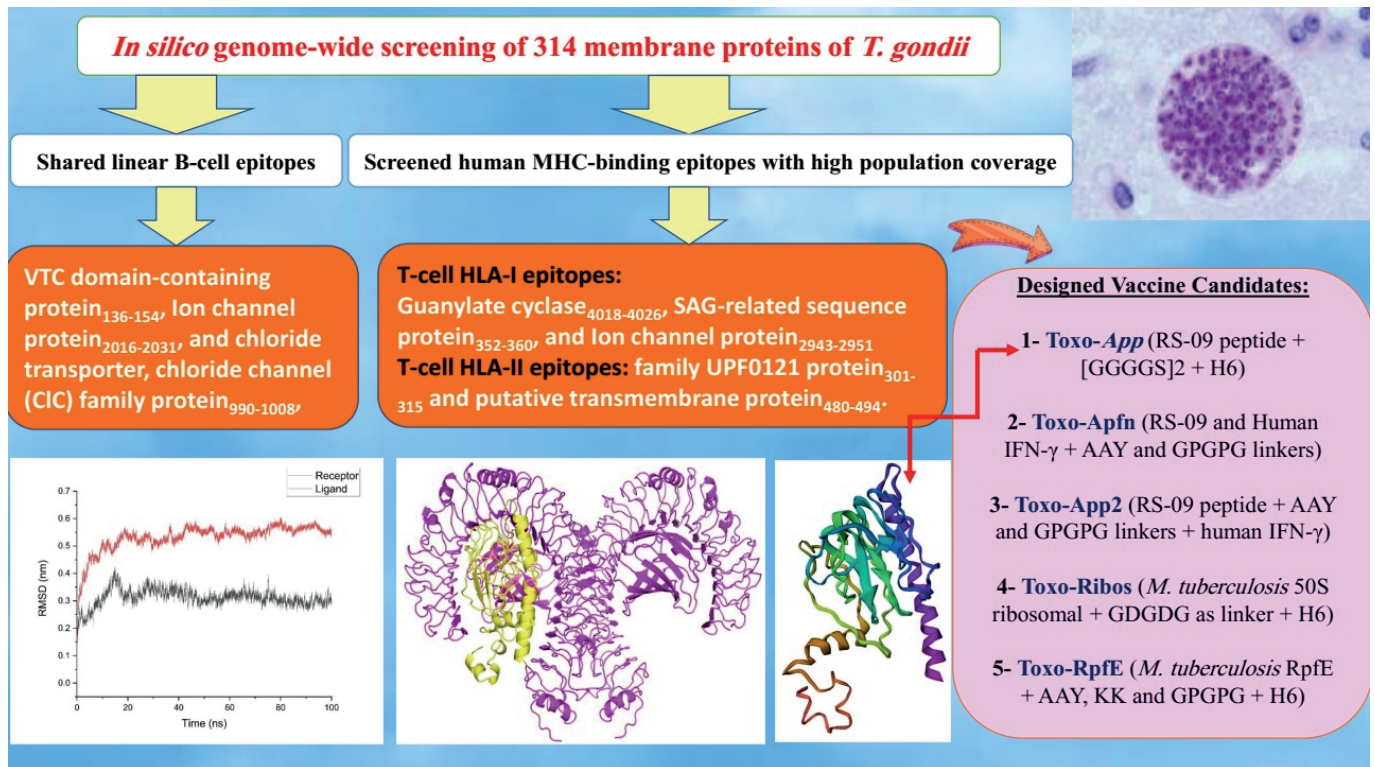 In silico genome-wide screening of 314 membrane proteins of T. gondii
Shared linear B-cell epitopes
Screened human MHC-binding epitopes with high population coverage
VTC domain-containing
protein136-154, Ion channel
protein2016-2031, and chloride
transporter, chloride channel
(ClC) family protein990-1008,
T-cell HLA-I epitopes:
Guanylate cyclase4018-4026, SAG-related sequence
protein352-360, and Ion channel protein2943-2951
T-cell HLA-II epitopes: family UPF0121 protein301-
315 and putative transmembrane protein480-494.
Designed Vaccine Candidates:
1- Toxo-App (RS-09 peptide +
[GGGGS]2 + H6)
2- Toxo-Apfn (RS-09 and Human
IFN-γ + AAY and GPGPG linkers)
3- Toxo-App2 (RS-09 peptide + AAY
and GPGPG linkers + human IFN-γ)
4- Toxo-Ribos (M. tuberculosis 50S
ribosomal + GDGDG as linker + H6)
5- Toxo-RpfE (M. tuberculosis RpfE
+ AAY, KK and GPGPG + H6)
Receptor
Ligand
RMSD (nm)
0.7
0.6
0.5
0.4
0.3
0.2
0.1
0.0
0 20 40 60 80 100
Time (ns)